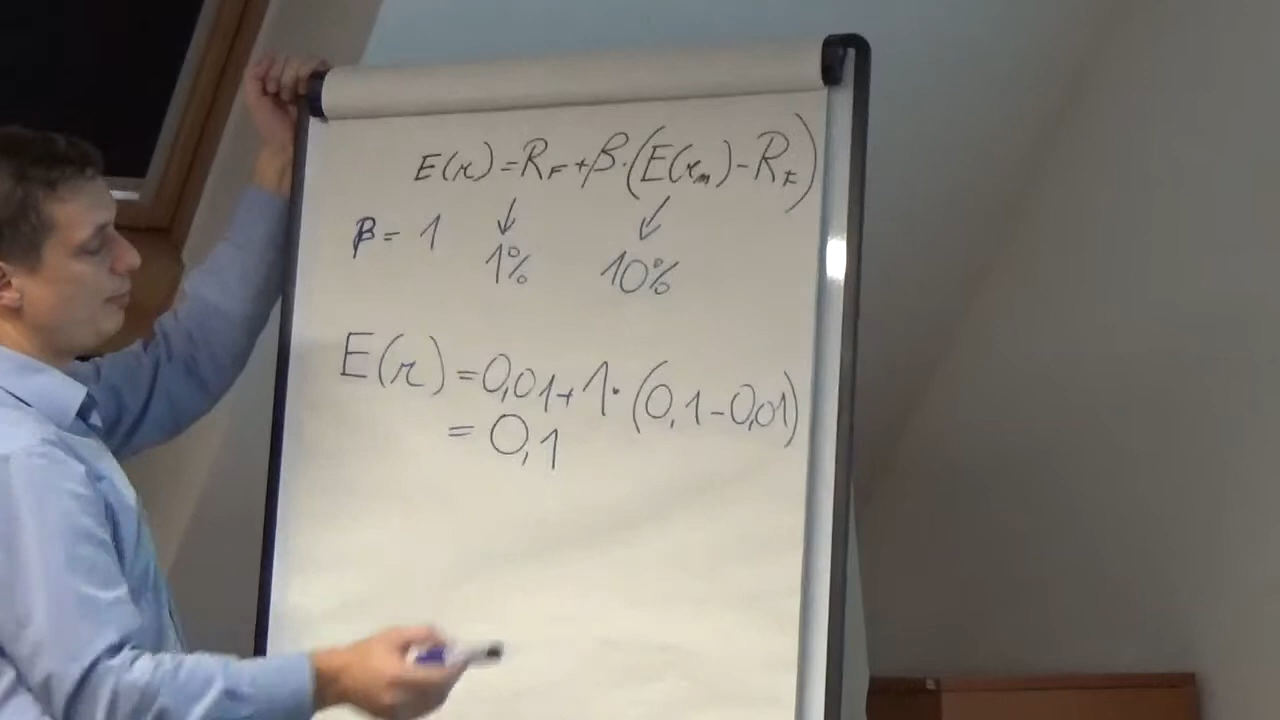 E(r) = R_F + β · (E(r_m) - R_F)
β = 1 ↓ ↙
1% 10%
E(r) = 0,01 + 1 · (0,1 - 0,01)
= 0,1